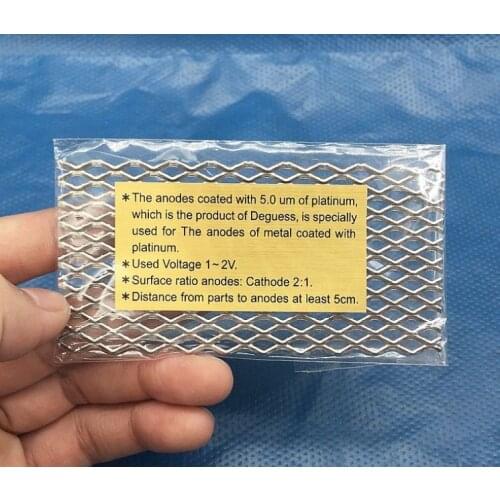 * The anodes coated with 5.0 um of platinum,
which is the product of Deguess, is specially
used for The anodes of metal coated with
platinum.
* Used Voltage 1~2V.
* Surface ratio anodes: Cathode 2:1.
* Distance from parts to anodes at least 5cm.